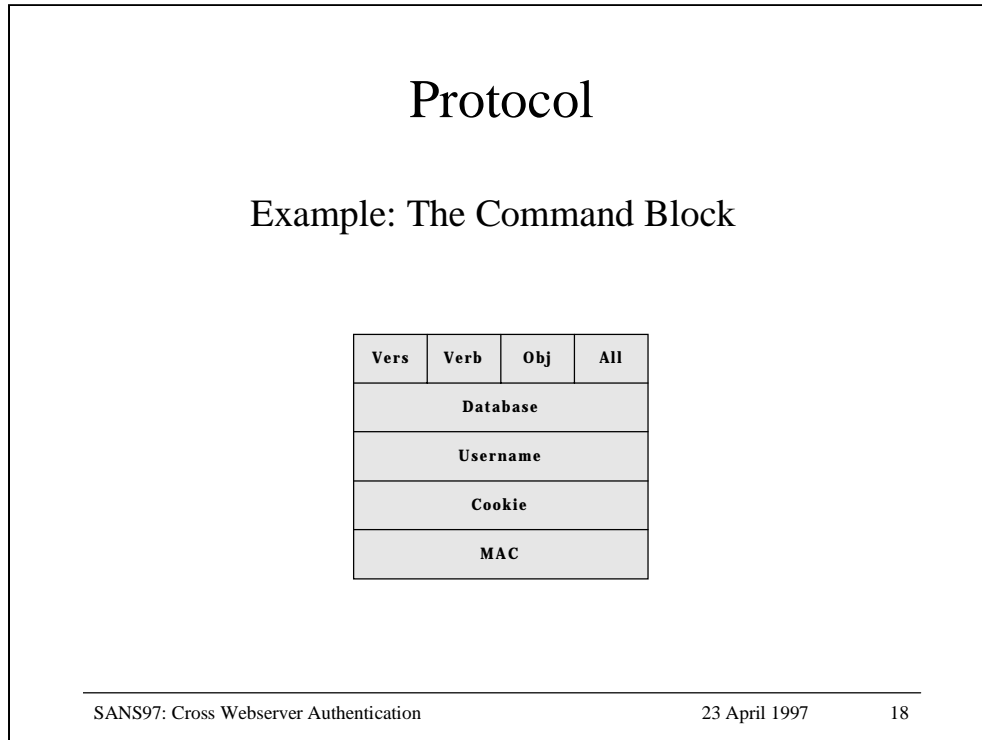 Protocol
Example: The Command Block
Vers Verb Obj All
Database
Username
Cookie
MAC
SANS97: Cross Webserver Authentication 23 April 1997 18